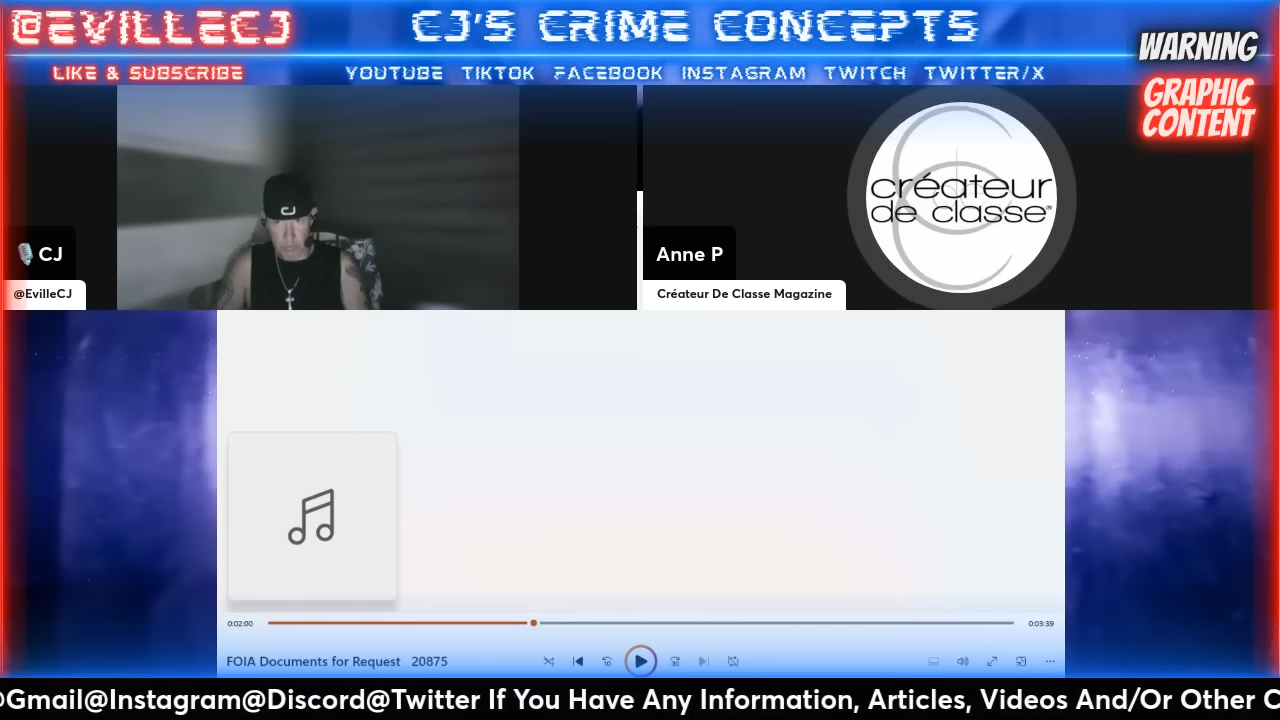 @EVILLECJ
CJ'S CRIME CONCEPTS
WARNING
GRAPHIC
CONTENT
LIKE & SUBSCRIBE
YOUTUBE TIKTOK FACEBOOK INSTAGRAM TWITCH TWITTER/X
CJ
créateur
de classe®
🎙️CJ
@EvilleCJ
Anne P
Créateur De Classe Magazine
0:02:00
0:03:39
FOIA Documents for Request 20875
10
30
@Gmail@Instagram@Discord@Twitter If You Have Any Information, Articles, Videos And/Or Other